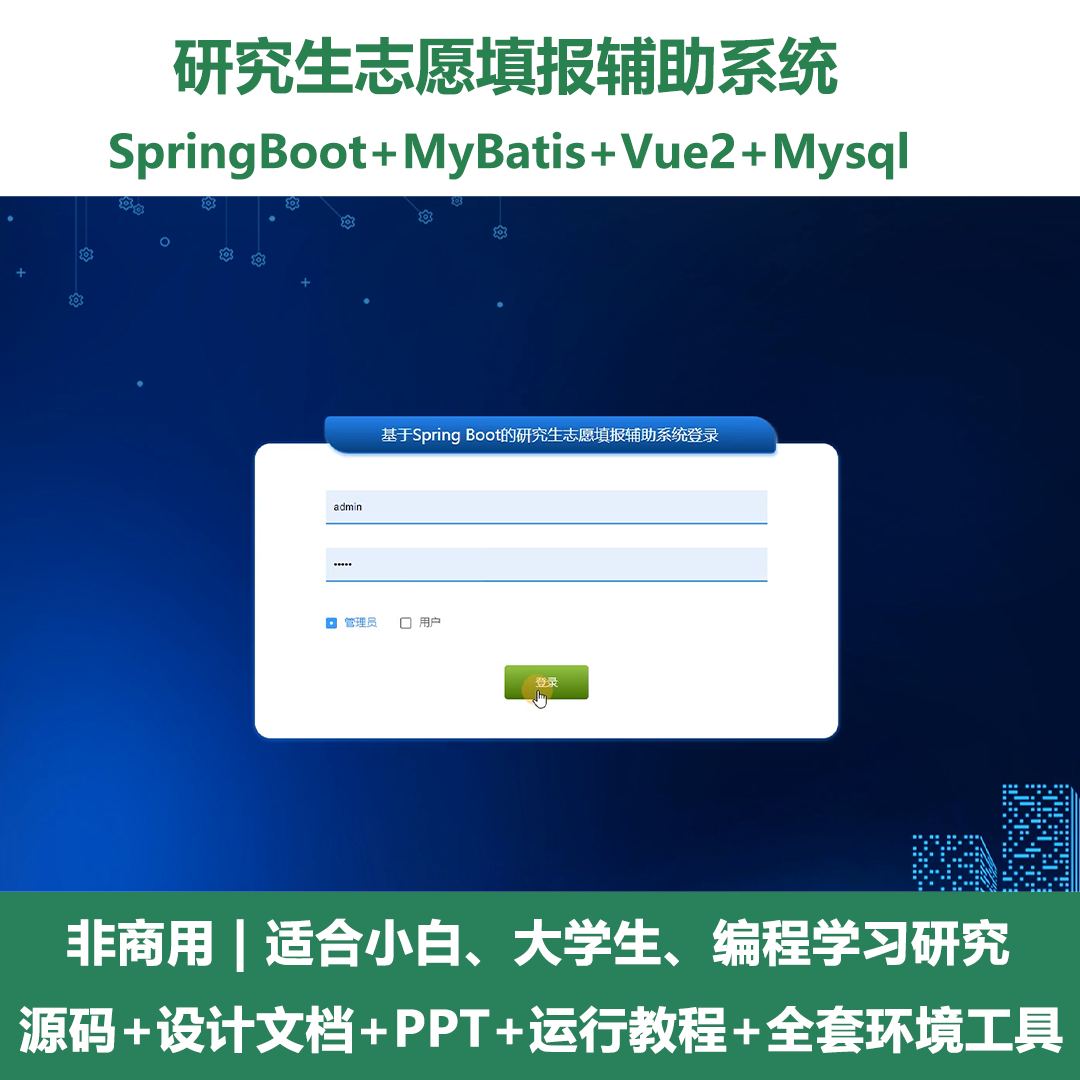 研究生志愿填报辅助系统
SpringBoot+MyBatis+Vue2+Mysql
基于Spring Boot的研究生志愿填报辅助系统登录
admin
•••••
管理员 用户
登录
非商用 | 适合小白、大学生、编程学习研究
源码+设计文档+PPT+运行教程+全套环境工具